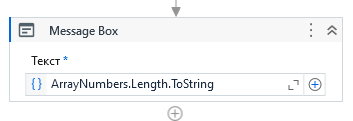 Message Box
Текст *
{ } ArrayNumbers.Length.ToString